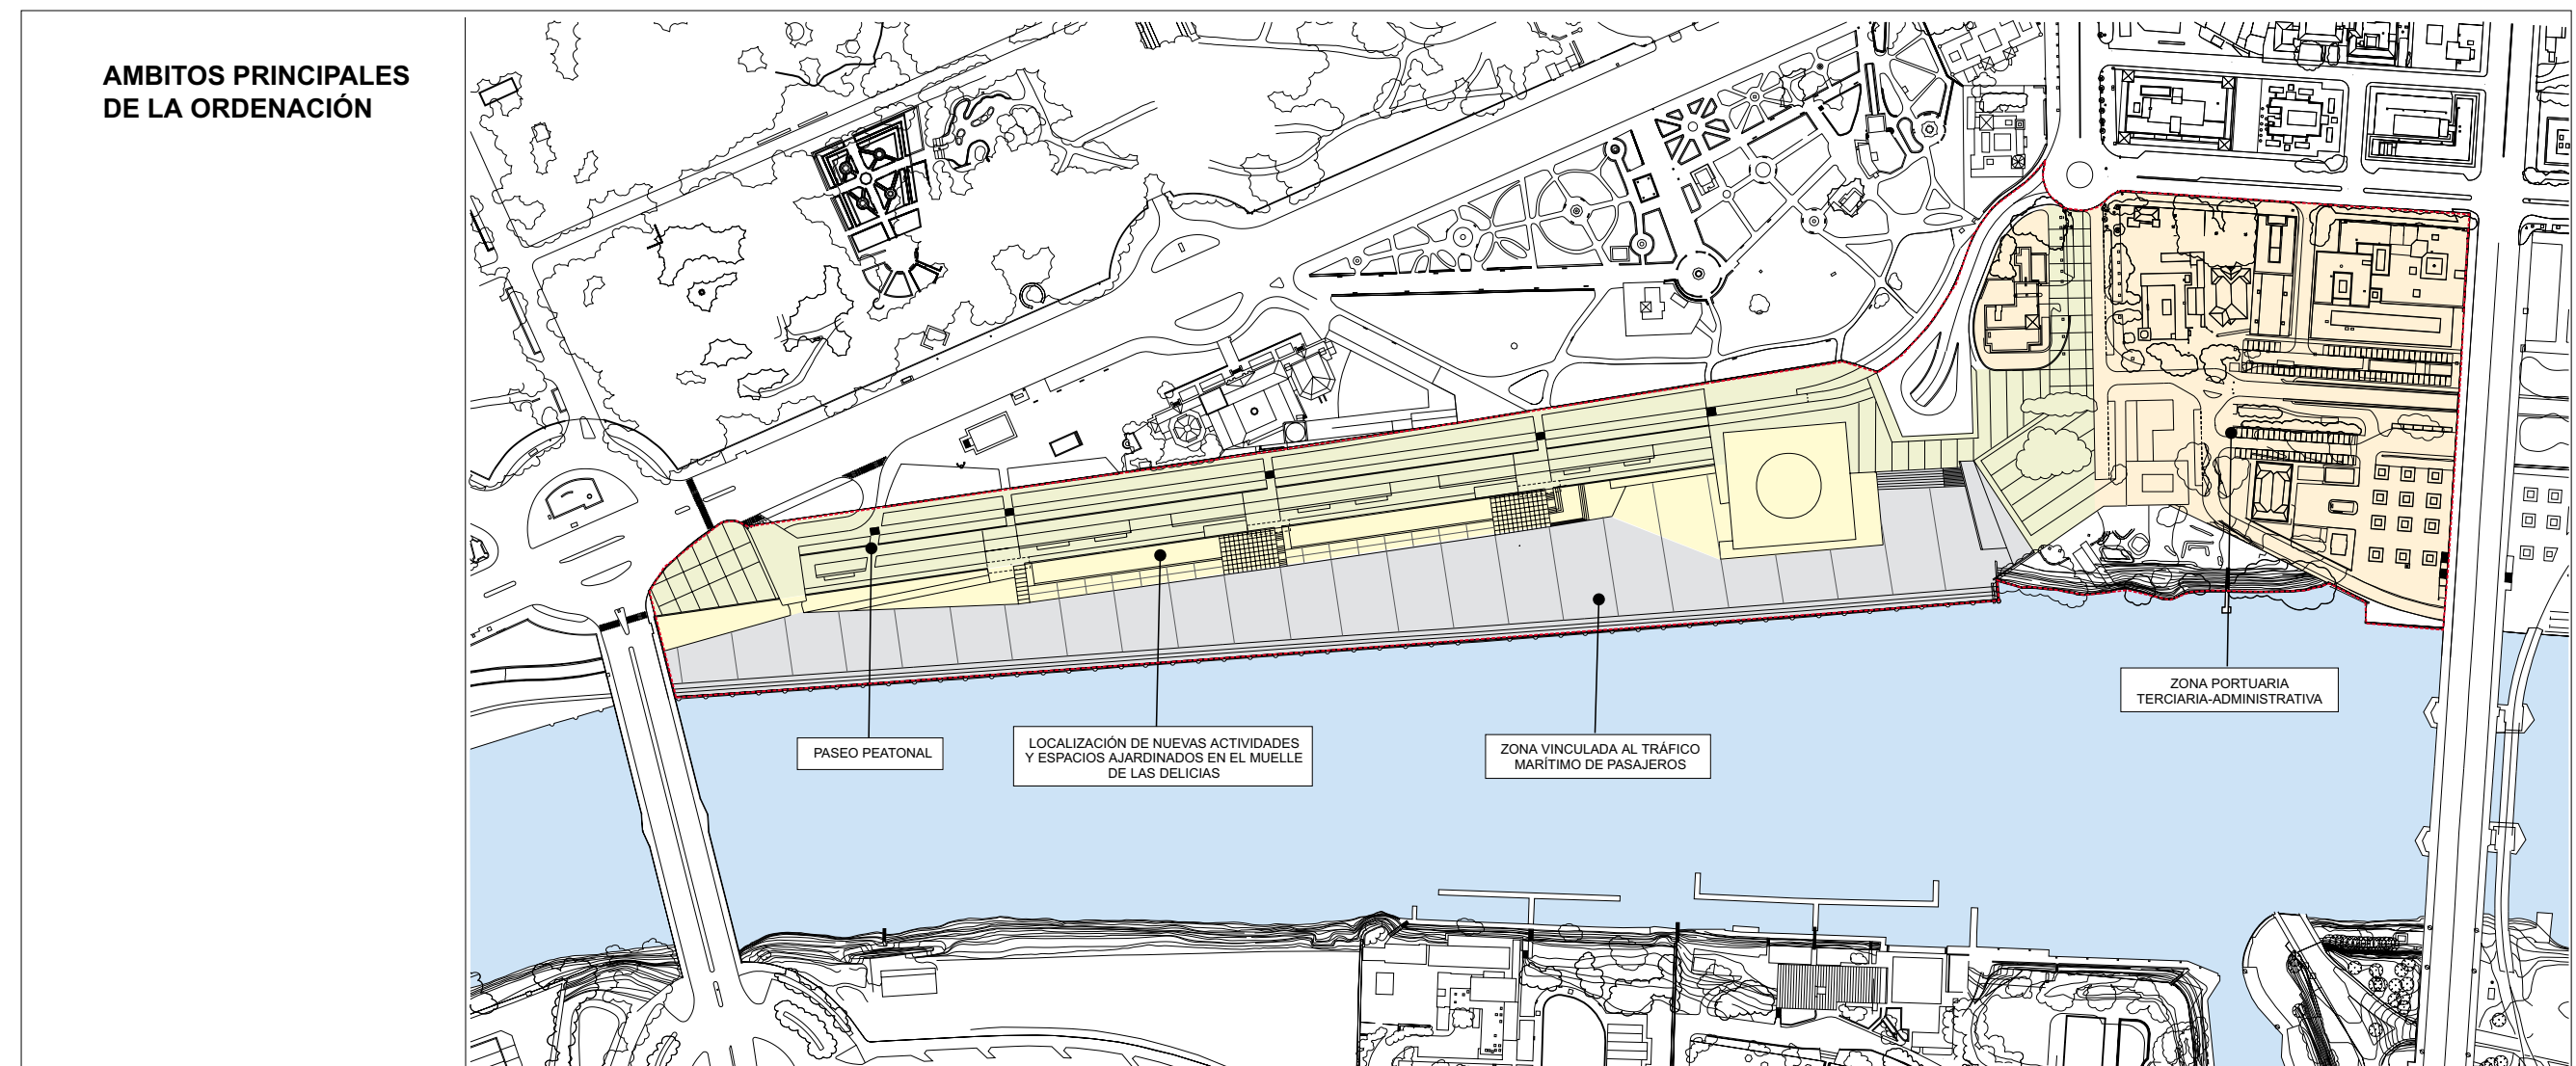 AMBITOS PRINCIPALES
DE LA ORDENACIÓN
PASEO PEATONAL
LOCALIZACIÓN DE NUEVAS ACTIVIDADES
Y ESPACIOS AJARDINADOS EN EL MUELLE
DE LAS DELICIAS
ZONA VINCULADA AL TRÁFICO
MARÍTIMO DE PASAJEROS
ZONA PORTUARIA
TERCIARIA-ADMINISTRATIVA